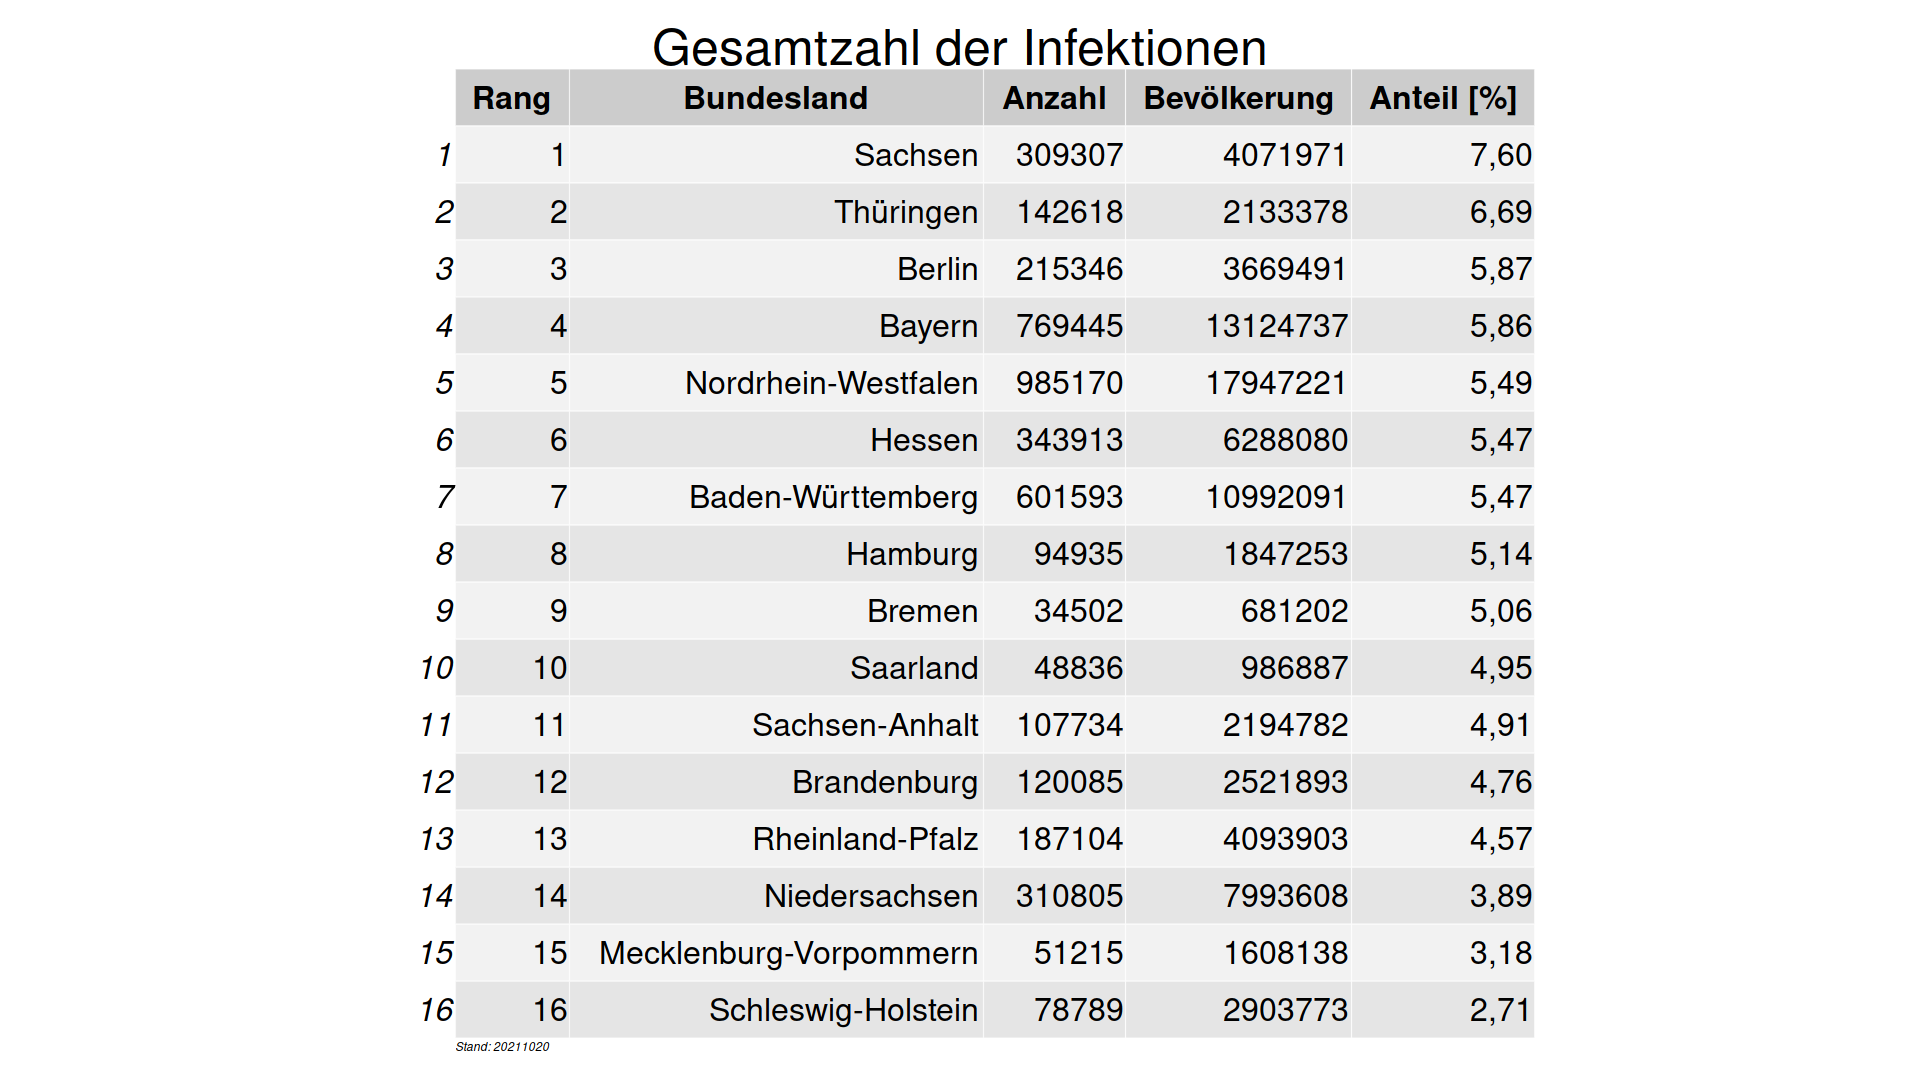 Gesamtzahl der Infektionen
Rang Bundesland Anzahl Bevölkerung Anteil [%]
1 1 Sachsen 309307 4071971 7,60
2 2 Thüringen 142618 2133378 6,69
3 3 Berlin 215346 3669491 5,87
4 4 Bayern 769445 13124737 5,86
5 5 Nordrhein-Westfalen 985170 17947221 5,49
6 6 Hessen 343913 6288080 5,47
7 7 Baden-Württemberg 601593 10992091 5,47
8 8 Hamburg 94935 1847253 5,14
9 9 Bremen 34502 681202 5,06
10 10 Saarland 48836 986887 4,95
11 11 Sachsen-Anhalt 107734 2194782 4,91
12 12 Brandenburg 120085 2521893 4,76
13 13 Rheinland-Pfalz 187104 4093903 4,57
14 14 Niedersachsen 310805 7993608 3,89
15 15 Mecklenburg-Vorpommern 51215 1608138 3,18
16 16 Schleswig-Holstein 78789 2903773 2,71
Stand: 20211020